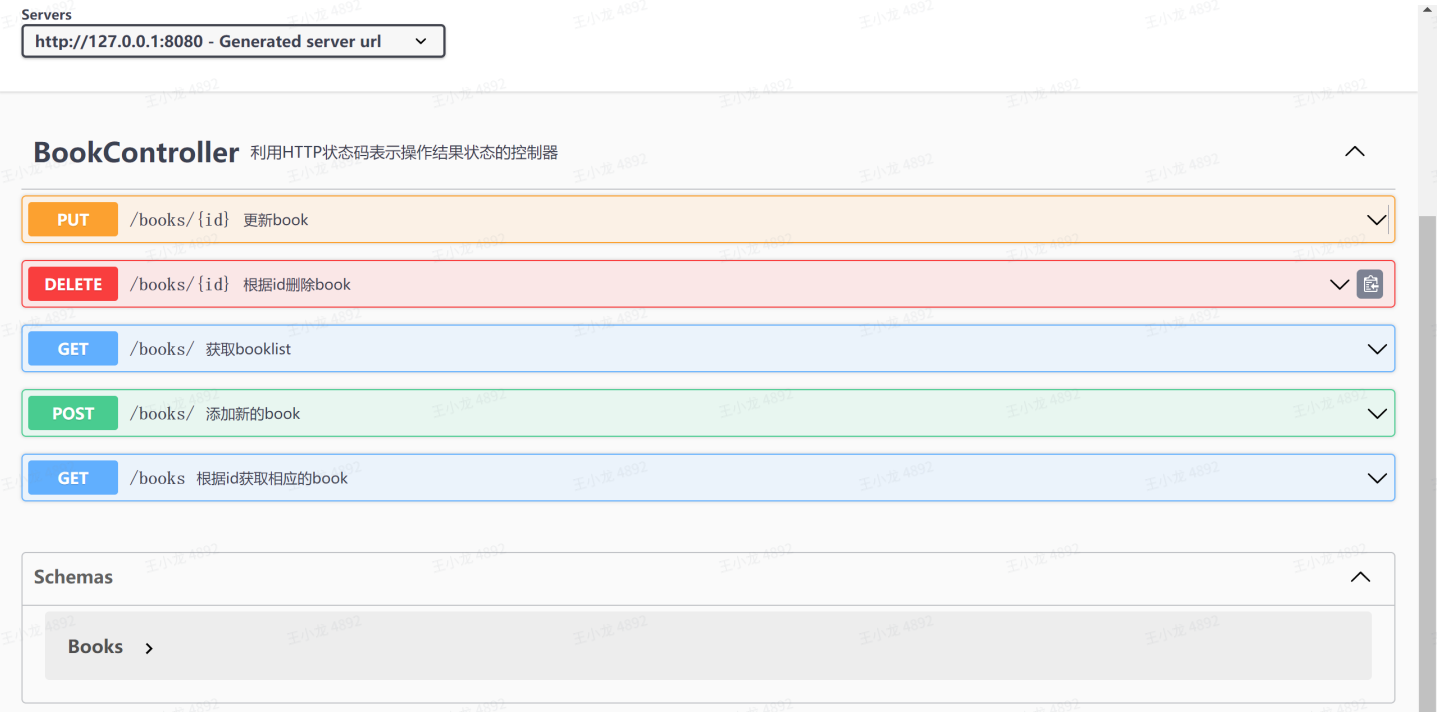 Servers
http://127.0.0.1:8080 - Generated server url
BookController 利用HTTP状态码表示操作结果状态的控制器
PUT /books/{id} 更新book
DELETE /books/{id} 根据id删除book
GET /books/ 获取booklist
POST /books/ 添加新的book
GET /books 根据id获取相应的book
Schemas
Books
王小龙 4892